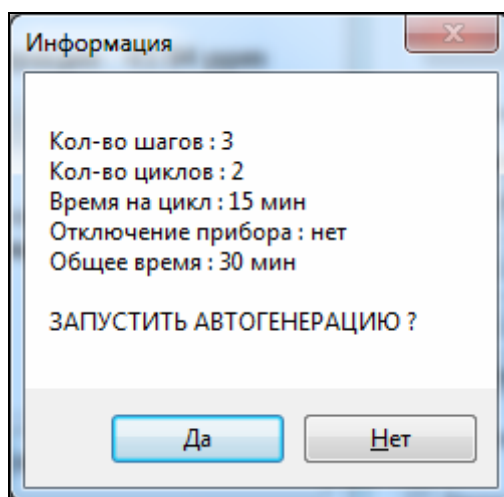 Информация
Кол-во шагов : 3
Кол-во циклов : 2
Время на цикл : 15 мин
Отключение прибора : нет
Общее время : 30 мин
ЗАПУСТИТЬ АВТОГЕНЕРАЦИЮ ?
Да
Нет